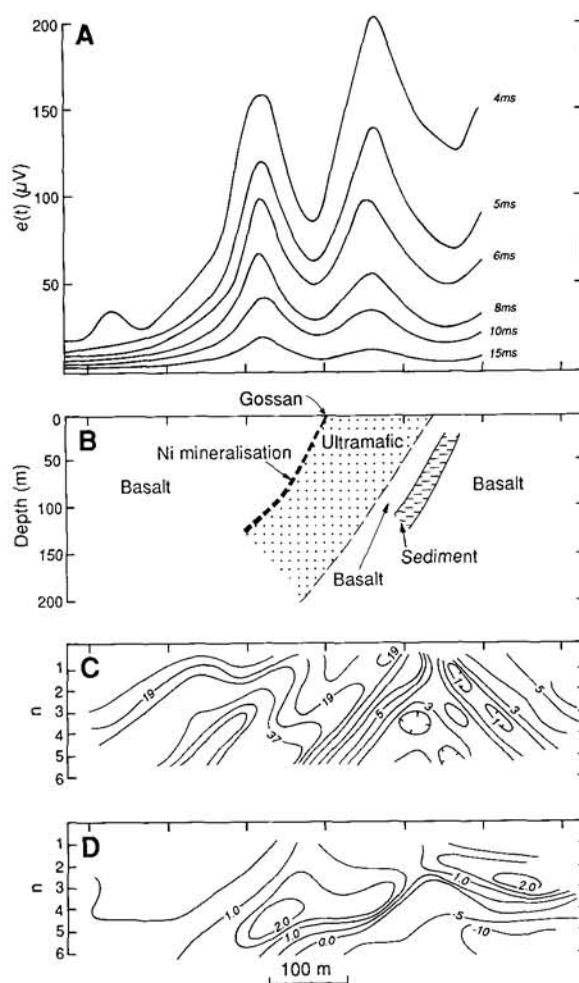 A
e(t) (µV)
200
150
100
50
4ms
5ms
6ms
8ms
10ms
15ms
B
Gossan
Ni mineralisation
Ultramafic
Basalt
Basalt
Basalt
Sediment
Depth (m)
0
50
100
150
200
C
n
1
2
3
4
5
6
19
19
19
37
5
3
1
3
1
5
D
n
1
2
3
4
5
6
1.0
2.0
1.0
0.0
1.0
2.0
-5
-10
100 m